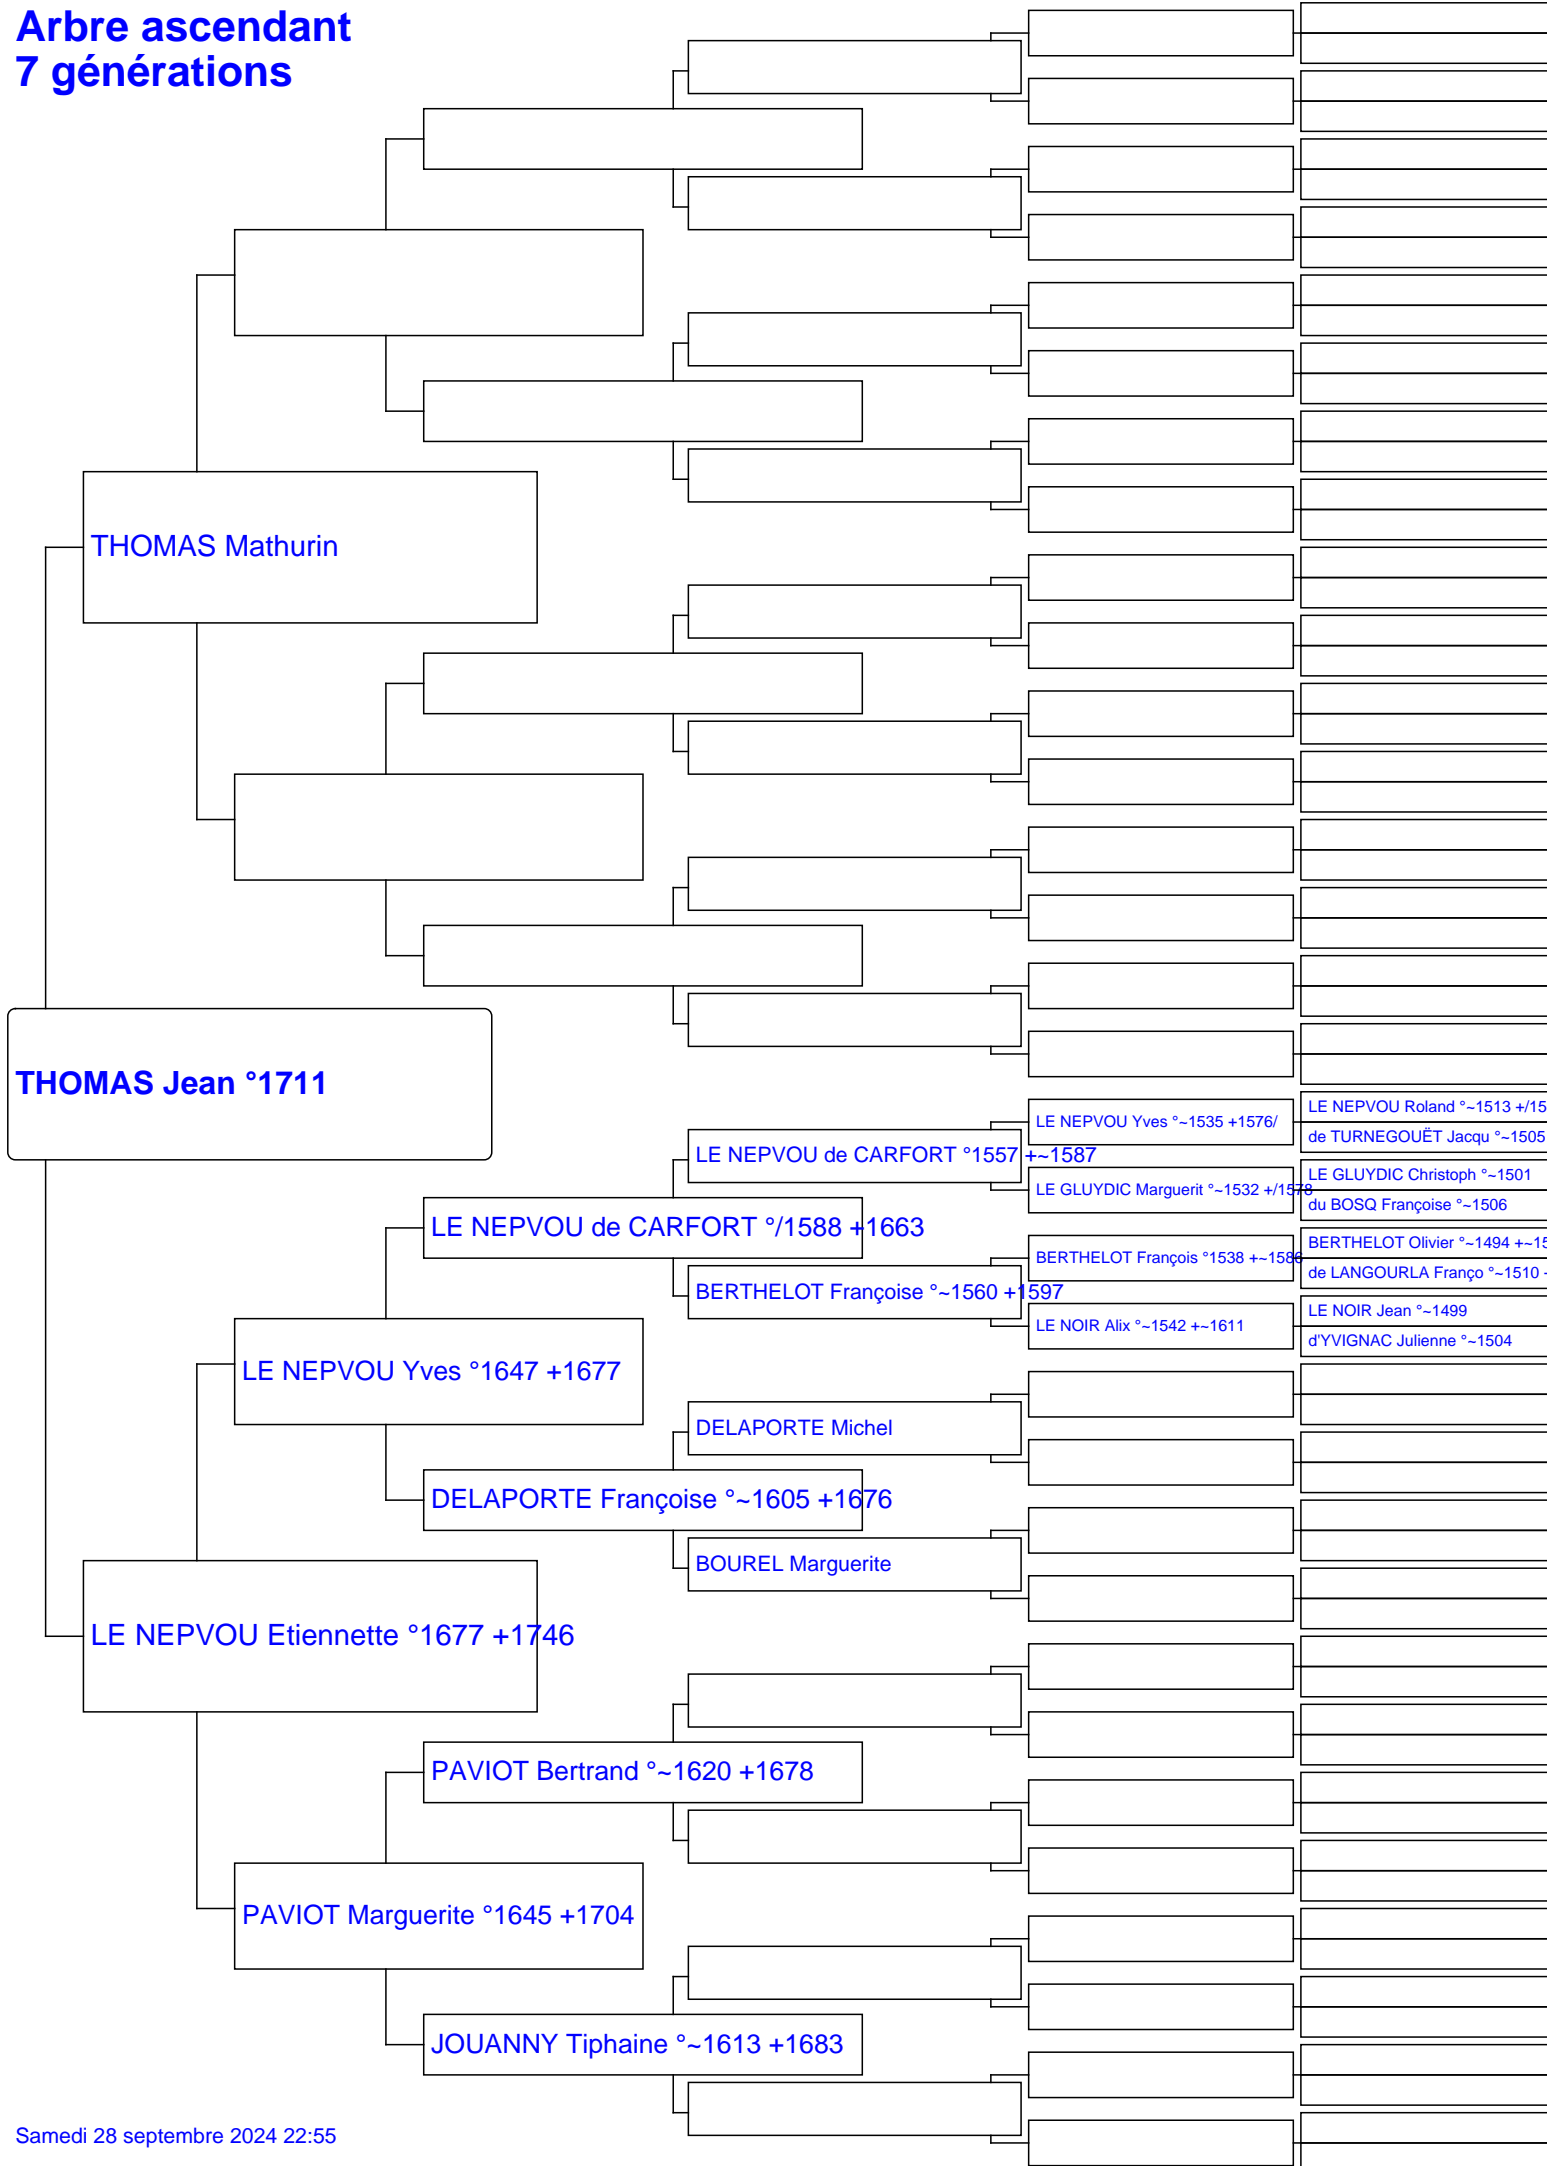 Arbre ascendant
7 générations
THOMAS Mathurin
THOMAS Jean °1711
LE NEPVOU Roland °~1513 +/15
LE NEPVOU Yves °~1535 +1576/
de TURNEGOUËT Jacqu °~1505
LE NEPVOU de CARFORT °1557 +~1587
LE GLUYDIC Christoph °~1501
LE GLUYDIC Marguerit °~1532 +/1578
du BOSQ Françoise °~1506
LE NEPVOU de CARFORT °/1588 +1663
BERTHELOT Olivier °~1494 +~15
BERTHELOT François °1538 +~1586
de LANGOURLA Franço °~1510
BERTHELOT Françoise °~1560 +1597
LE NOIR Jean °~1499
LE NOIR Alix °~1542 +~1611
d'YVIGNAC Julienne °~1504
LE NEPVOU Yves °1647 +1677
DELAPORTE Michel
DELAPORTE Françoise °~1605 +1676
BOUREL Marguerite
LE NEPVOU Etiennette °1677 +1746
PAVIOT Bertrand °~1620 +1678
PAVIOT Marguerite °1645 +1704
JOUANNY Tiphaine °~1613 +1683
Samedi 28 septembre 2024 22:55